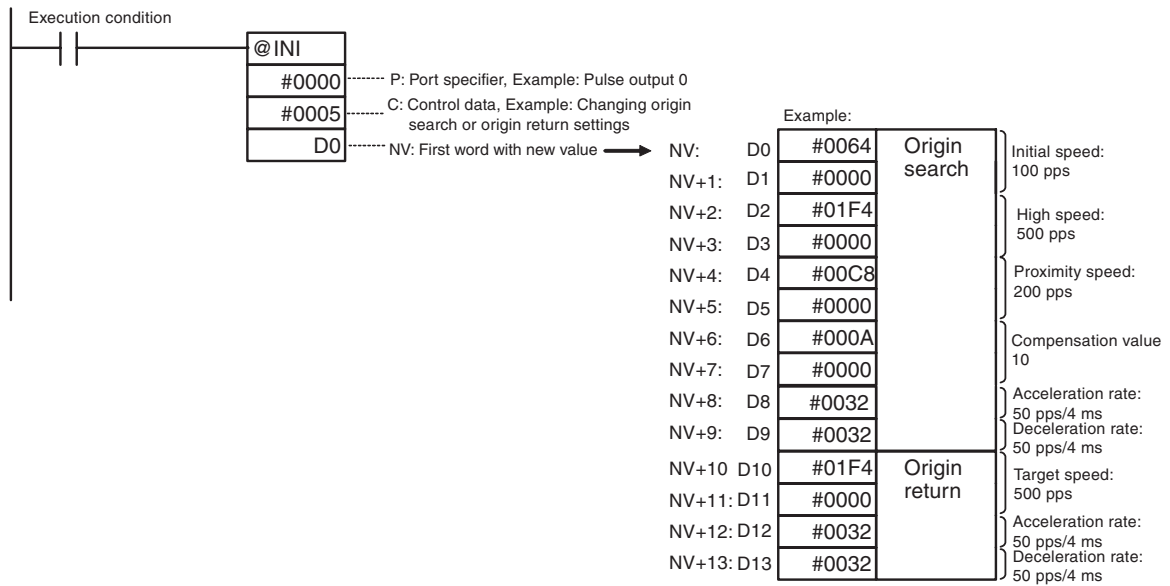 Execution condition
@INI
#0000 P: Port specifier, Example: Pulse output 0
#0005 C: Control data, Example: Changing origin
search or origin return settings
D0 NV: First word with new value
Example:
NV: D0 #0064 Origin search Initial speed: 100 pps
NV+1: D1 #0000
NV+2: D2 #01F4 High speed: 500 pps
NV+3: D3 #0000
NV+4: D4 #00C8 Proximity speed: 200 pps
NV+5: D5 #0000
NV+6: D6 #000A Compensation value 10
NV+7: D7 #0000
NV+8: D8 #0032 Acceleration rate: 50 pps/4 ms
NV+9: D9 #0032 Deceleration rate: 50 pps/4 ms
NV+10 D10 #01F4 Origin return Target speed: 500 pps
NV+11: D11 #0000
NV+12: D12 #0032 Acceleration rate: 50 pps/4 ms
NV+13: D13 #0032 Deceleration rate: 50 pps/4 ms